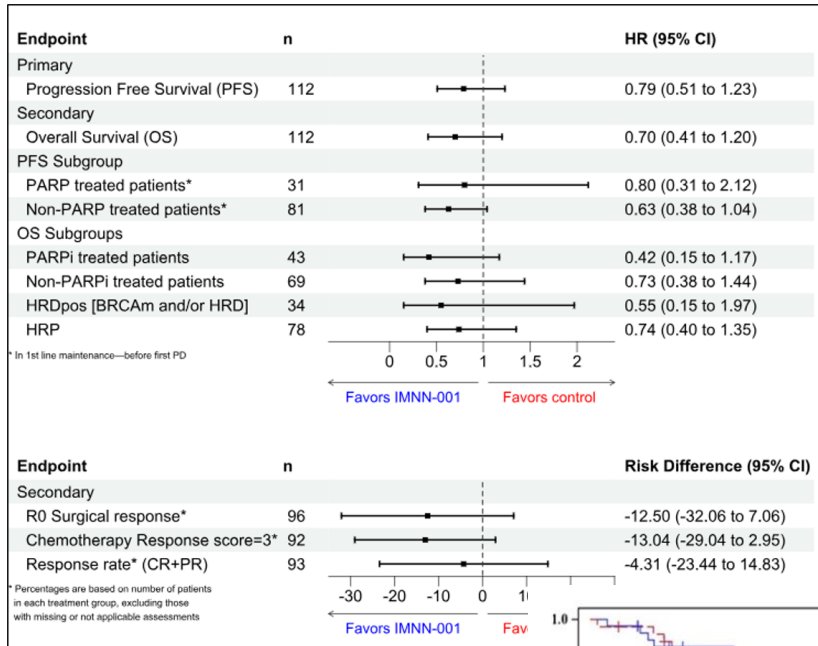 Endpoint n HR (95% CI)
Primary
Progression Free Survival (PFS) 112 0.79 (0.51 to 1.23)
Secondary
Overall Survival (OS) 112 0.70 (0.41 to 1.20)
PFS Subgroup
PARP treated patients* 31 0.80 (0.31 to 2.12)
Non-PARP treated patients* 81 0.63 (0.38 to 1.04)
OS Subgroups
PARPi treated patients 43 0.42 (0.15 to 1.17)
Non-PARPi treated patients 69 0.73 (0.38 to 1.44)
HRDpos [BRCAm and/or HRD] 34 0.55 (0.15 to 1.97)
HRP 78 0.74 (0.40 to 1.35)
* In 1st line maintenance—before first PD
0 0.5 1 1.5 2
Favors IMNN-001 Favors control
Endpoint n Risk Difference (95% CI)
Secondary
R0 Surgical response* 96 -12.50 (-32.06 to 7.06)
Chemotherapy Response score=3* 92 -13.04 (-29.04 to 2.95)
Response rate* (CR+PR) 93 -4.31 (-23.44 to 14.83)
* Percentages are based on number of patients
in each treatment group, excluding those
with missing or not applicable assessments
-30 -20 -10 0
Favors IMNN-001
1.0